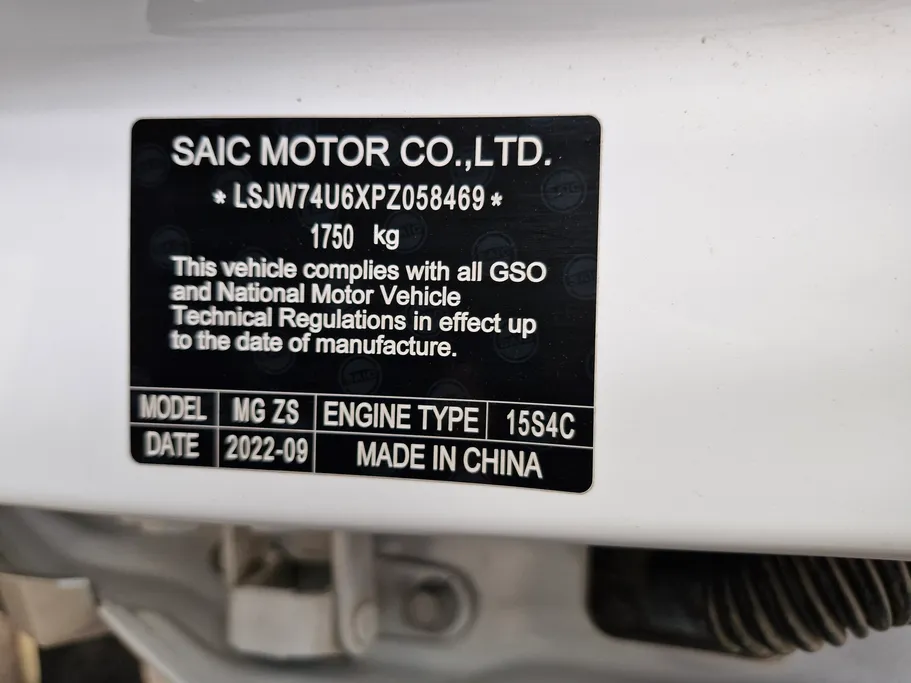 SAIC MOTOR CO.,LTD.
*LSJW74U6XPZ058469*
1750 kg
This vehicle complies with all GSO
and National Motor Vehicle
Technical Regulations in effect up
to the date of manufacture.
MODEL MG ZS ENGINE TYPE 15S4C
DATE 2022-09 MADE IN CHINA